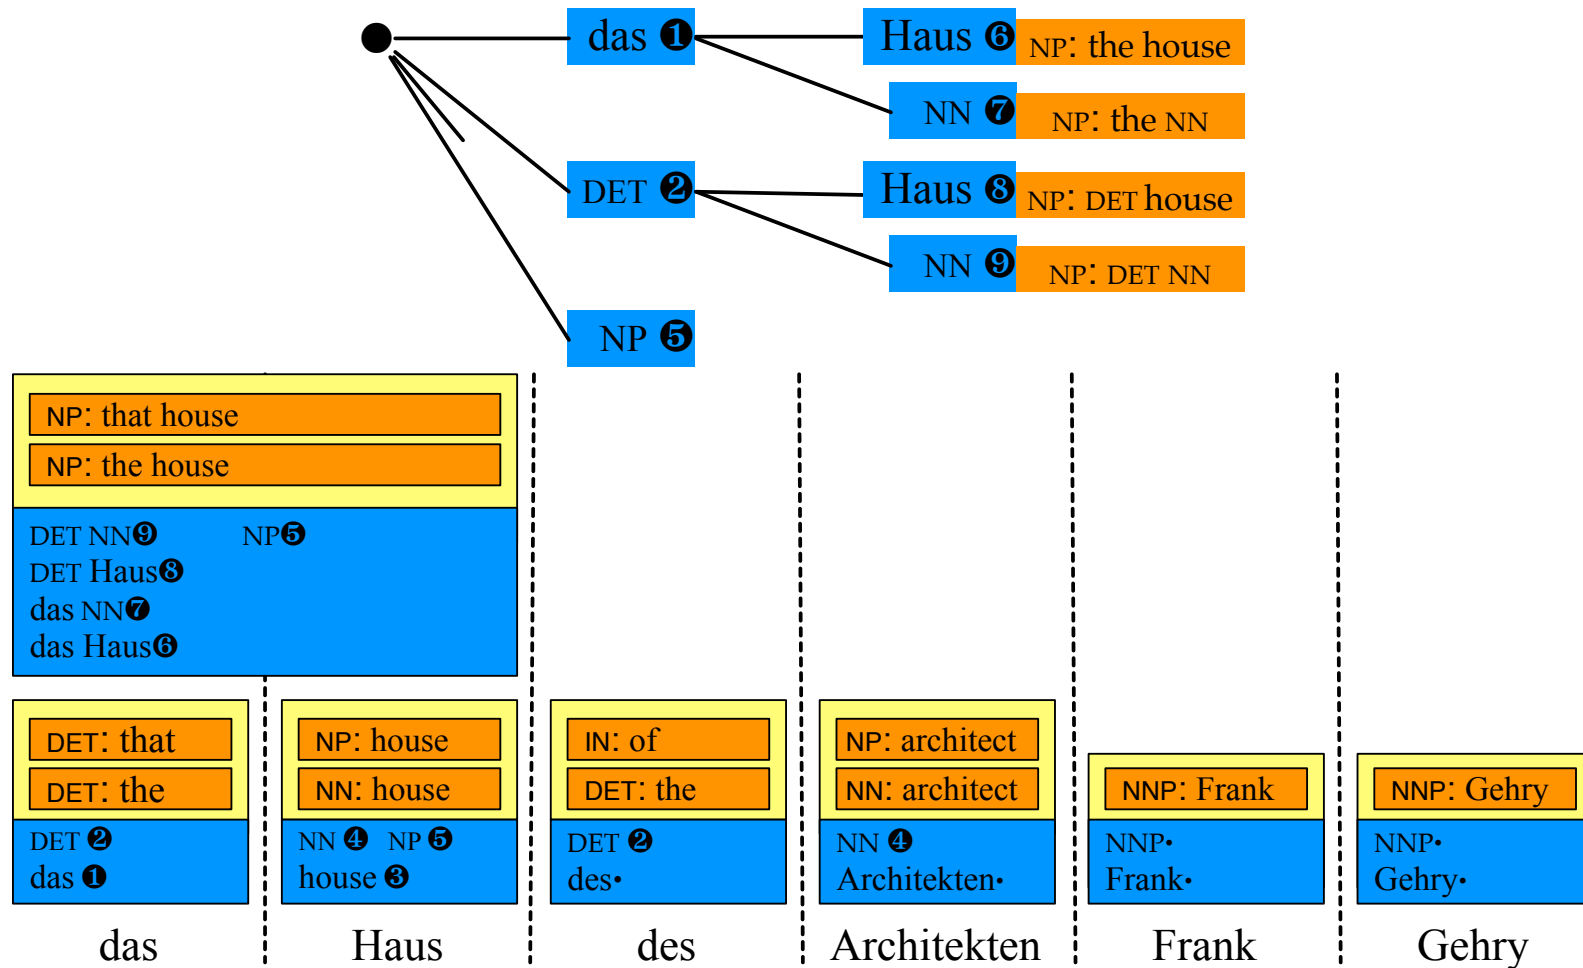 das ❶ Haus ❻ NP: the house
NN ❼ NP: the NN
DET ❷ Haus ❽ NP: DET house
NN ❾ NP: DET NN
NP ❺
NP: that house
NP: the house
DET NN❾ NP❺
DET Haus❽
das NN❼
das Haus❻
DET: that
DET: the
DET ❷
das ❶
NP: house
NN: house
NN ❹ NP ❺
house ❸
IN: of
DET: the
DET ❷
des•
NP: architect
NN: architect
NN ❹
Architekten•
NNP: Frank
NNP•
Frank•
NNP: Gehry
NNP•
Gehry•
das Haus des Architekten Frank Gehry